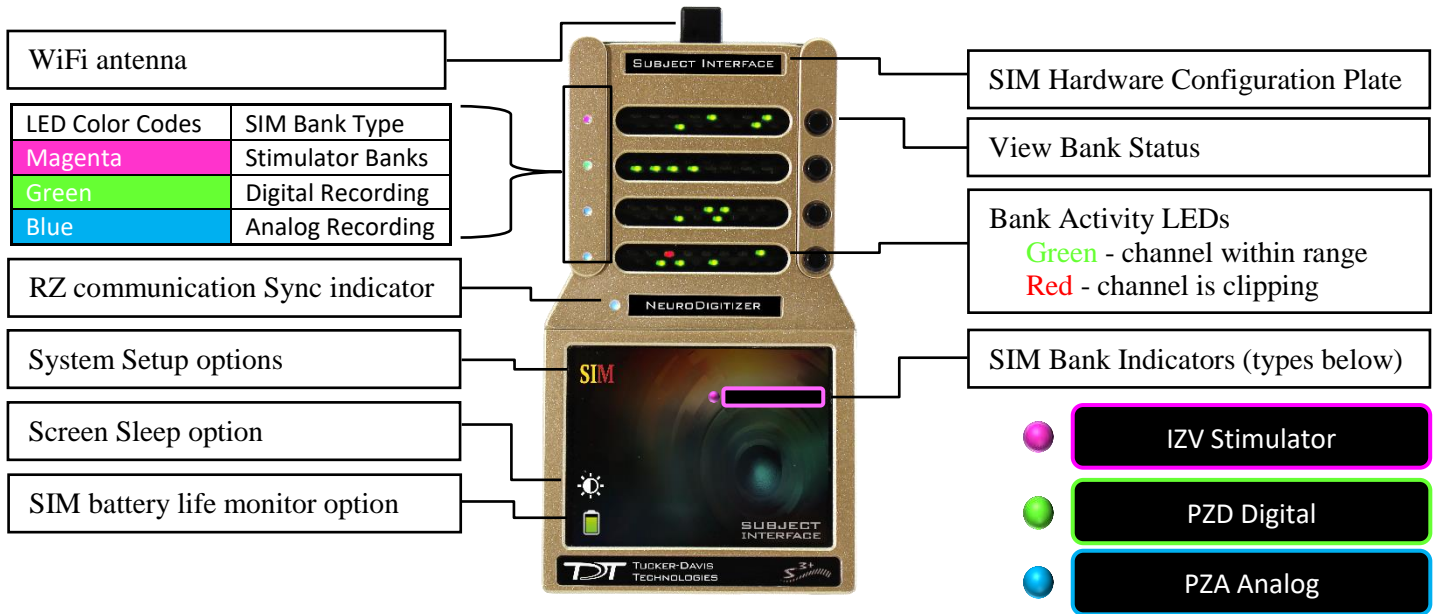 WiFi antenna
LED Color Codes SIM Bank Type
Magenta Stimulator Banks
Green Digital Recording
Blue Analog Recording
RZ communication Sync indicator
System Setup options
Screen Sleep option
SIM battery life monitor option
SUBJECT INTERFACE
NEURODIGITIZER
SIM
SUBJECT
INTERFACE
TDT TUCKER-DAVIS
TECHNOLOGIES
S3+
SIM Hardware Configuration Plate
View Bank Status
Bank Activity LEDs
Green - channel within range
Red - channel is clipping
SIM Bank Indicators (types below)
IZV Stimulator
PZD Digital
PZA Analog